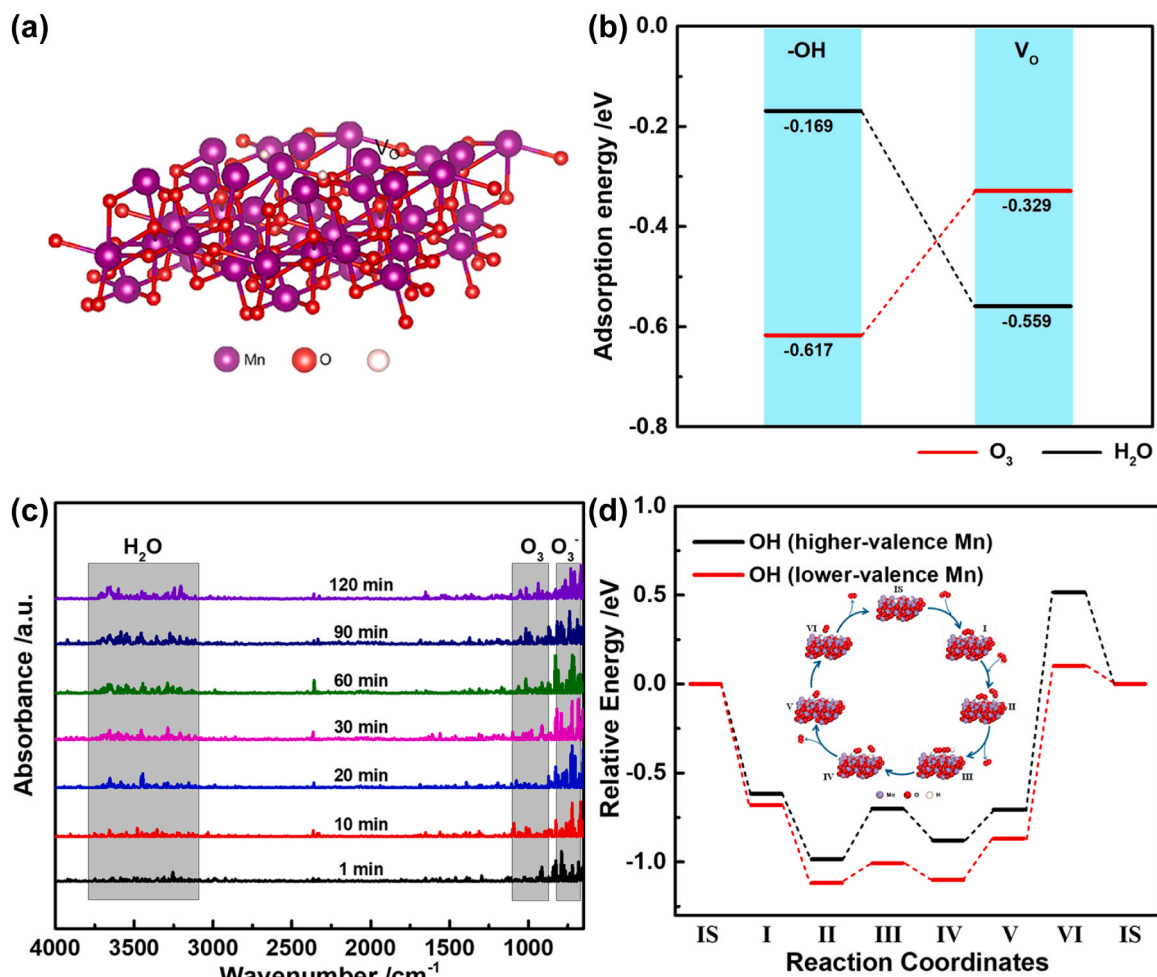 (a)
V_O
Mn
O
(b)
Adsorption energy /eV
0.0
-0.2
-0.4
-0.6
-0.8
-OH
V_O
-0.169
-0.329
-0.617
-0.559
O₃
H₂O
(c)
Absorbance /a.u.
H₂O
O₃
O₃⁻
120 min
90 min
60 min
30 min
20 min
10 min
1 min
4000
3500
3000
2500
2000
1500
1000
Wavenumber /cm⁻¹
(d)
Relative Energy /eV
1.0
0.5
0.0
-0.5
-1.0
OH (higher-valence Mn)
OH (lower-valence Mn)
IS
I
II
III
IV
V
VI
Mn
O
H
IS
I
II
III
IV
V
VI
IS
Reaction Coordinates